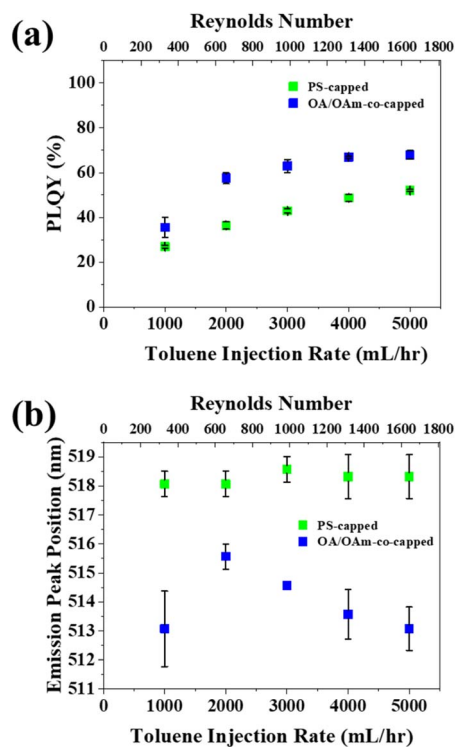 (a)
Reynolds Number
0 200 400 600 800 1000 1200 1400 1600 1800
100
80
60
40
20
0
PLQY (%)
PS-capped
OA/OAm-co-capped
1000 2000 3000 4000 5000
Toluene Injection Rate (mL/hr)
(b)
Reynolds Number
0 200 400 600 800 1000 1200 1400 1600 1800
519
518
517
516
515
514
513
512
511
Emission Peak Position (nm)
PS-capped
OA/OAm-co-capped
1000 2000 3000 4000 5000
Toluene Injection Rate (mL/hr)